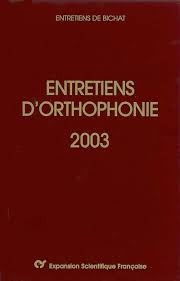 ENTRETIENS DE BICHAT
ENTRETIENS
D'ORTHOPHONIE
2003
Expansion Scientifique Française